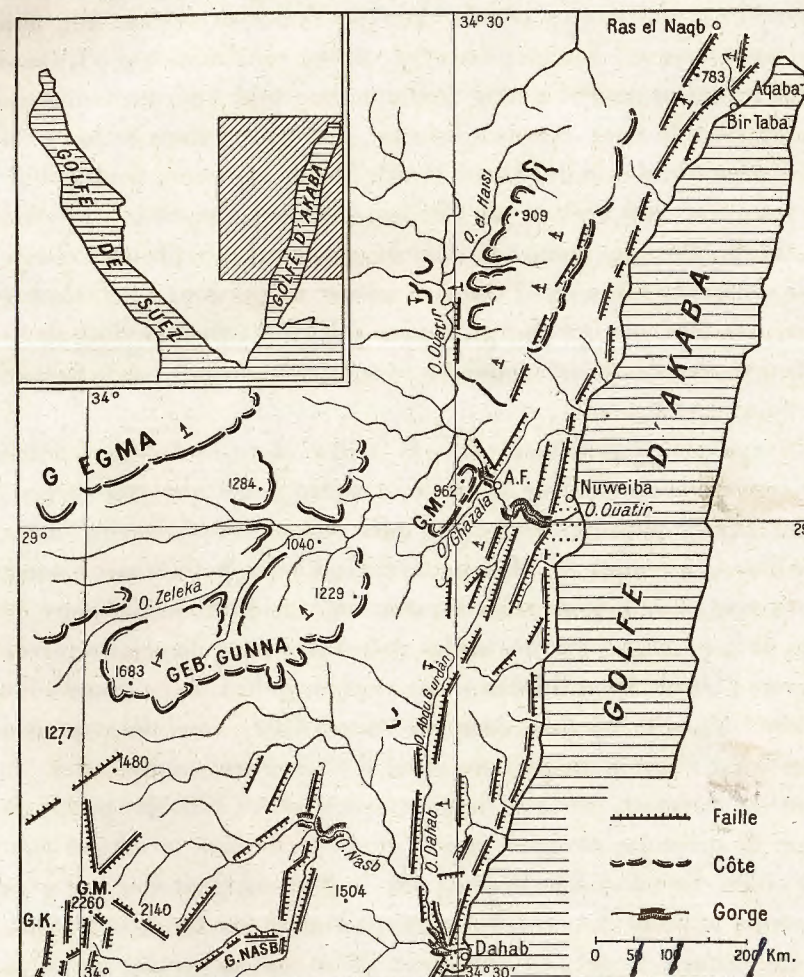 34° 30'
Ras el Naqb
783
Aqaba
Bir Taba
GOLFE
DE
SUEZ
GOLFE D'AKABA
O. el Haisi
909
O. Ouatir
34°
G EGMA
1284
962
G.M.
A.F.
O. Ghazala
Nuweiba
O. Ouatir
29°
1040
O. Zeleka
1229
GEB. GUNNA
1683
GOLFE D'AKABA
O. Abou Gurdan
1277
1480
O. Dahab
O. Nasb
G.M.
2260
2140
1504
G.K.
G. NASB
Dahab
34°
34° 30'
Faille
Côte
Gorge
0 50 100 200 Km.